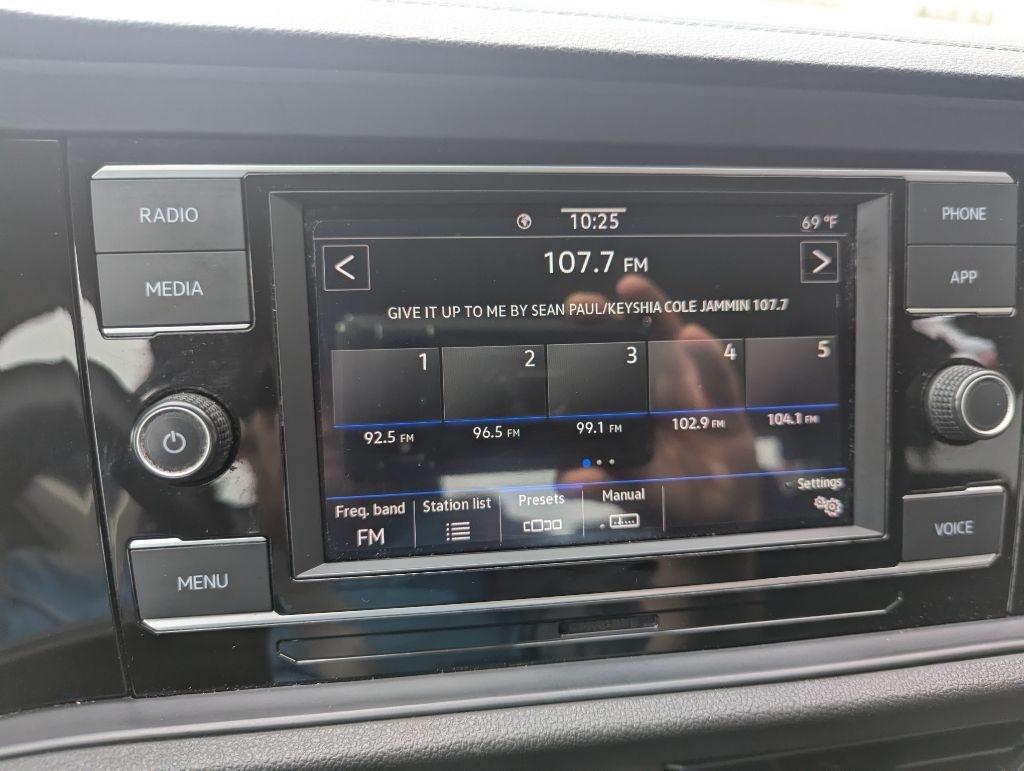 RADIO
MEDIA
MENU
10:25
69 °F
<
107.7 FM
>
GIVE IT UP TO ME BY SEAN PAUL/KEYSHIA COLE JAMMIN 107.7
1 2 3 4 5
92.5 FM 96.5 FM 99.1 FM 102.9 FM 104.1 FM
Freq. band
FM
Station list
Presets
Manual
Settings
PHONE
APP
VOICE